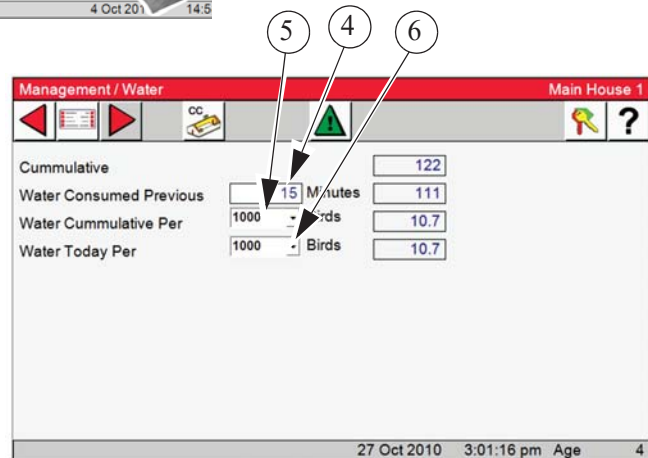 4 Oct 201 14:5
5 4 6
Management / Water Main House 1
CC
?
Cummulative 122
Water Consumed Previous 15 Minutes 111
Water Cummulative Per 1000 10.7
Water Today Per 1000 Birds 10.7
27 Oct 2010 3:01:16 pm Age 4